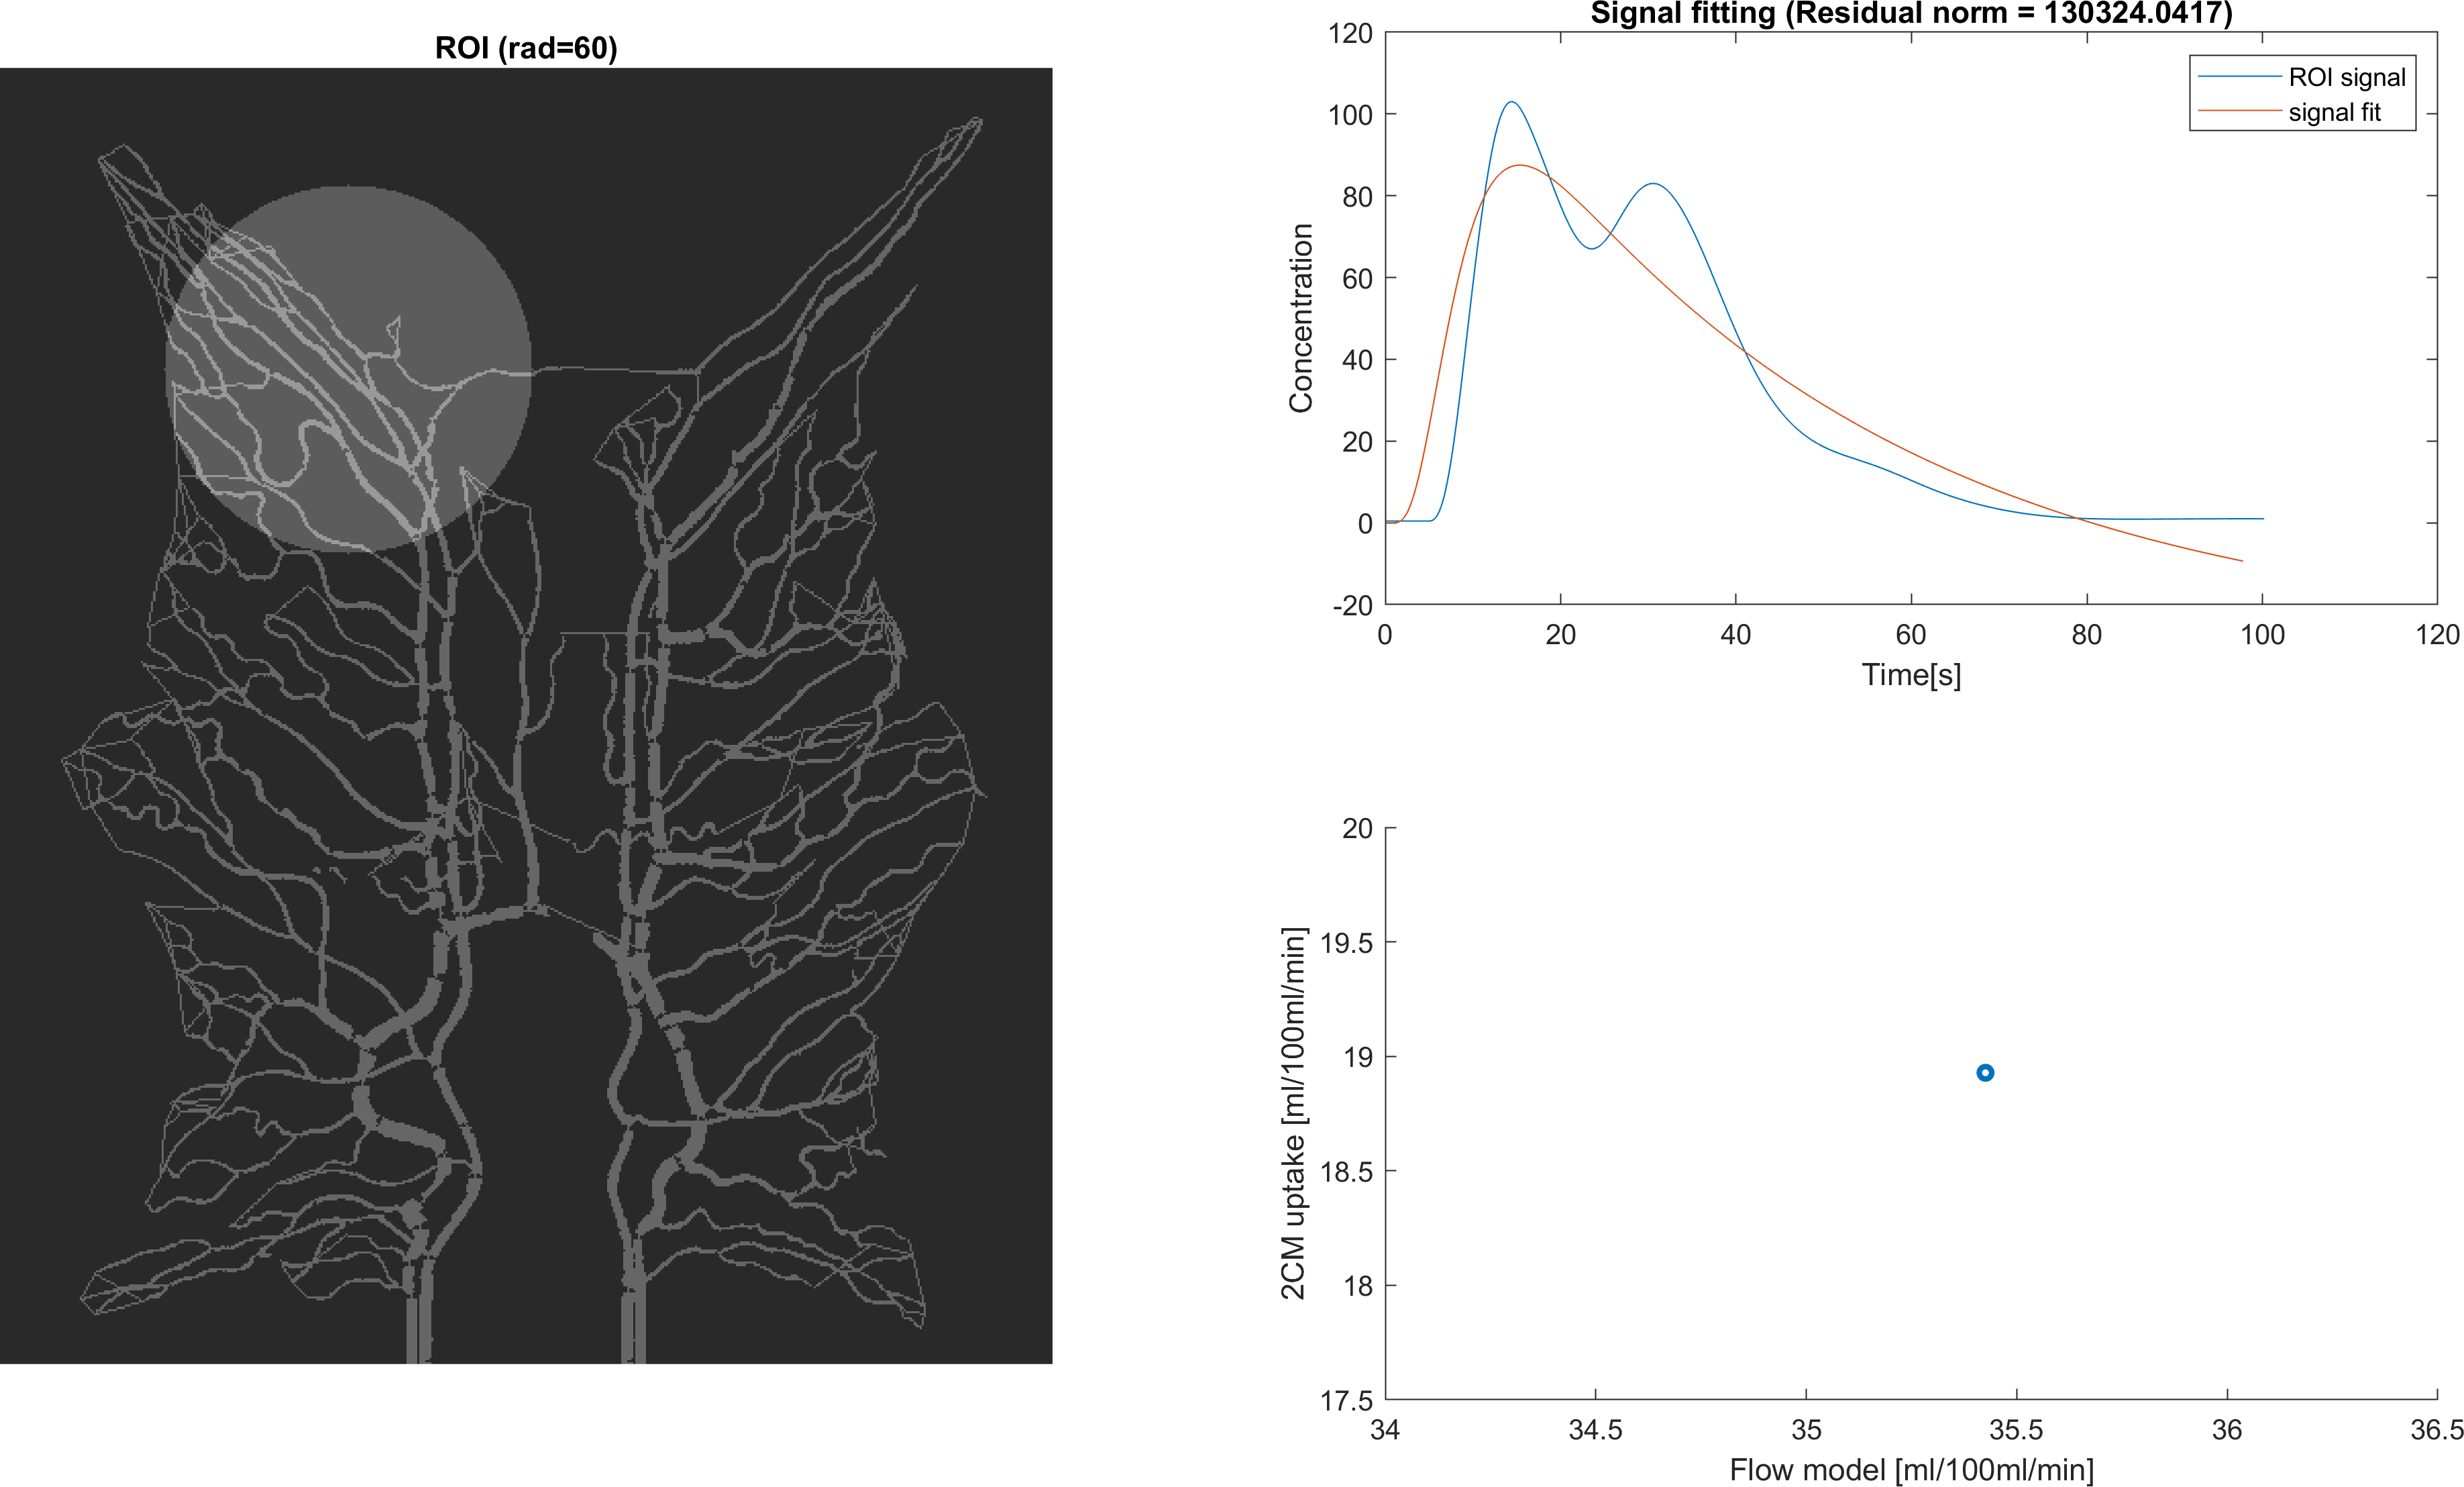 ROI (rad=60)
Signal fitting (Residual norm = 130324.0417)
120
100
80
60
40
20
0
-20
0 20 40 60 80 100 120
Concentration
Time[s]
ROI signal
signal fit
20
19.5
19
18.5
18
17.5
34 34.5 35 35.5 36 36.5
2CM uptake [ml/100ml/min]
Flow model [ml/100ml/min]